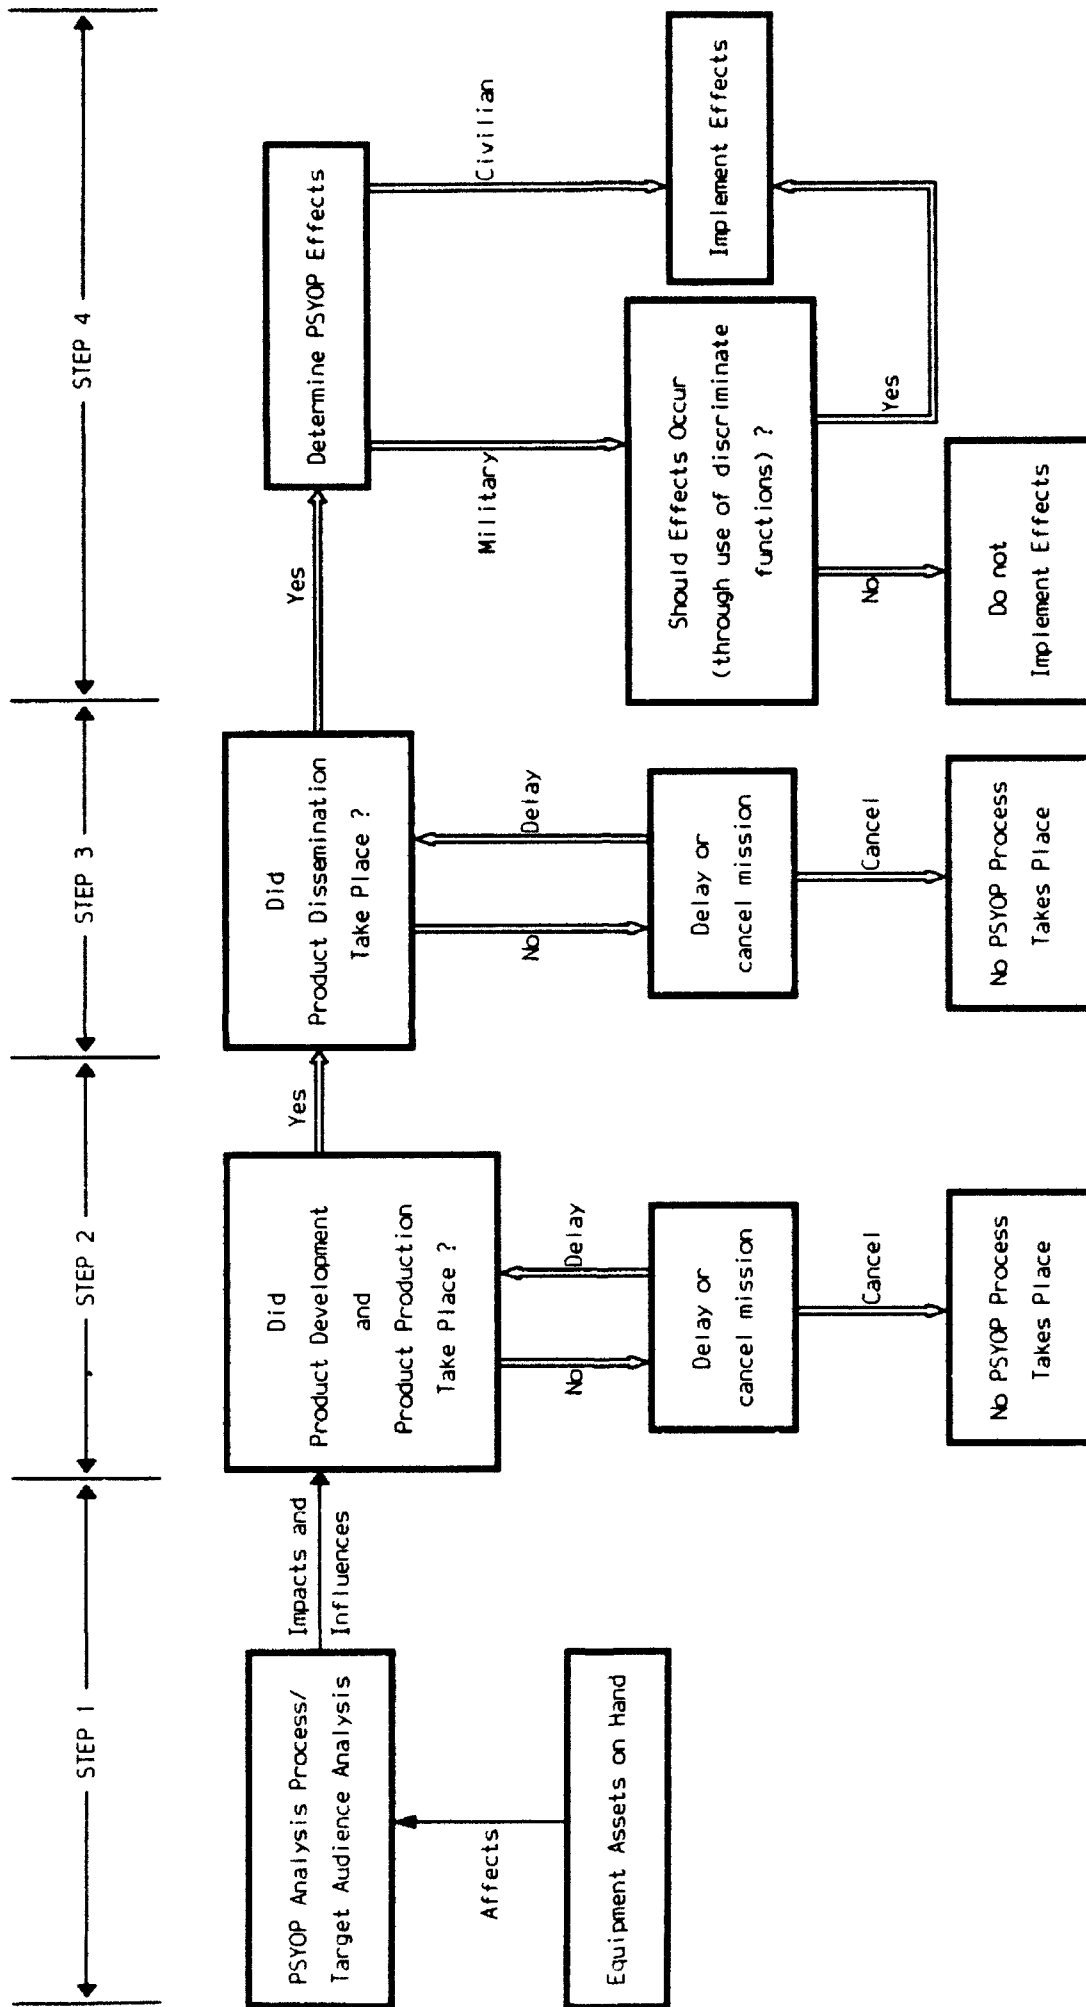 STEP 1
STEP 2
STEP 3
STEP 4
PSYOP Analysis Process/
Target Audience Analysis
Affects
Equipment Assets on Hand
Impacts and
Influences
Did
Product Development
and
Product Production
Take Place ?
No
Delay
Delay or
cancel mission
Cancel
No PSYOP Process
Takes Place
Yes
Did
Product Dissemination
Take Place ?
No
Delay
Delay or
cancel mission
Cancel
No PSYOP Process
Takes Place
Yes
Determine PSYOP Effects
Military
Civilian
Should Effects Occur
(through use of discriminate
functions) ?
No
Yes
Do not
Implement Effects
Implement Effects